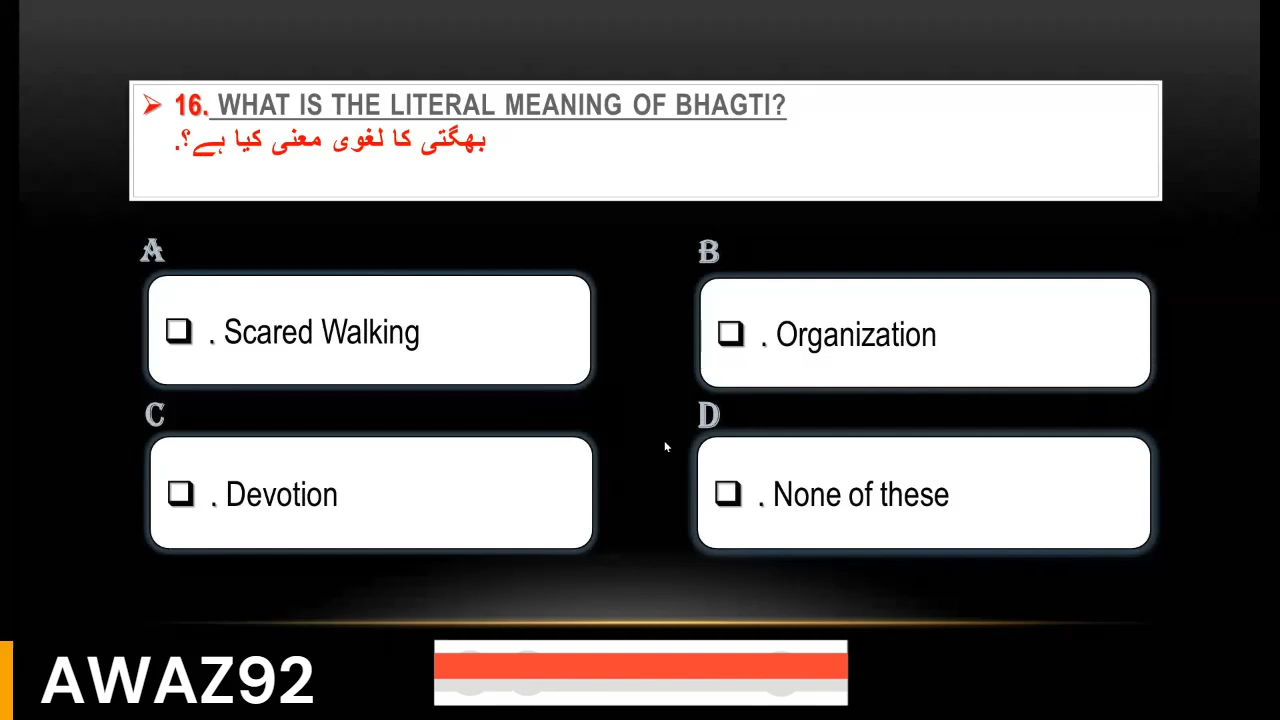 ➢ 16. WHAT IS THE LITERAL MEANING OF BHAGTI?
بھگتی کا لغوی معنی کیا ہے؟.
A
❑ . Scared Walking
B
❑ . Organization
C
❑ . Devotion
D
❑ . None of these
AWAZ92